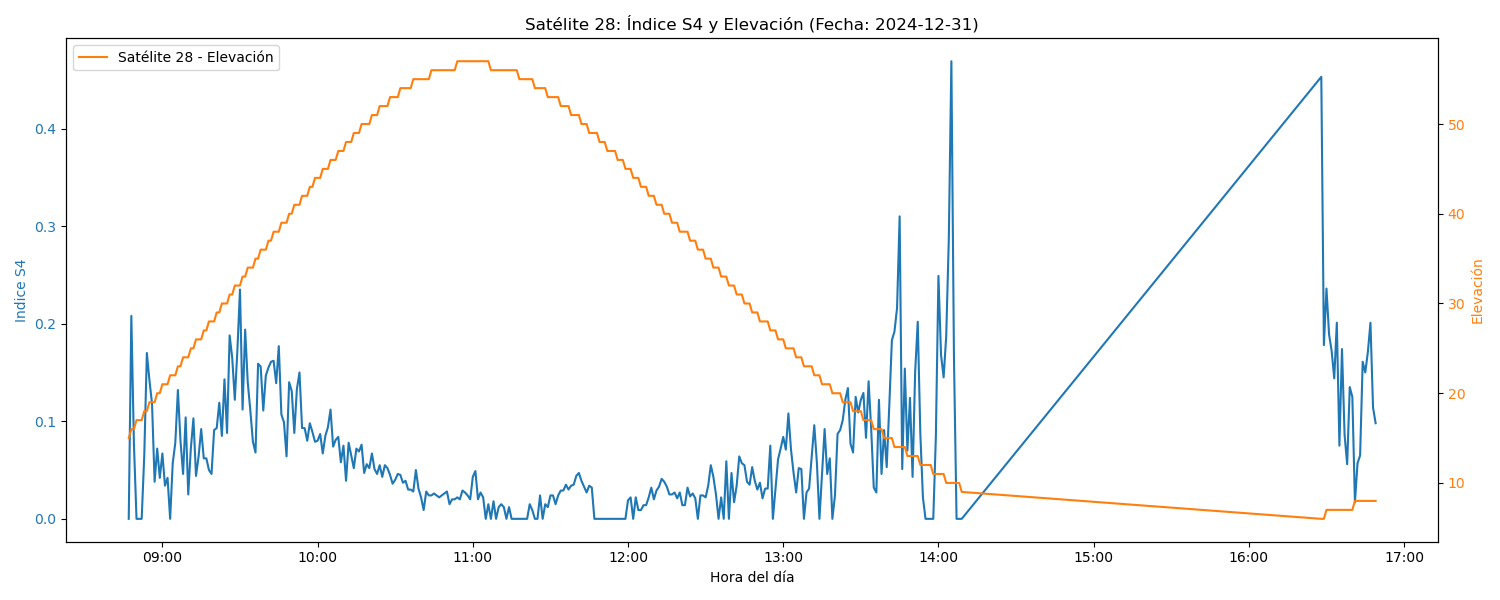 Satélite 28: Índice S4 y Elevación (Fecha: 2024-12-31)
Satélite 28 - Elevación
Indice S4
0.4
0.3
0.2
0.1
0.0
Elevación
50
40
30
20
10
09:00 10:00 11:00 12:00 13:00 14:00 15:00 16:00 17:00
Hora del día